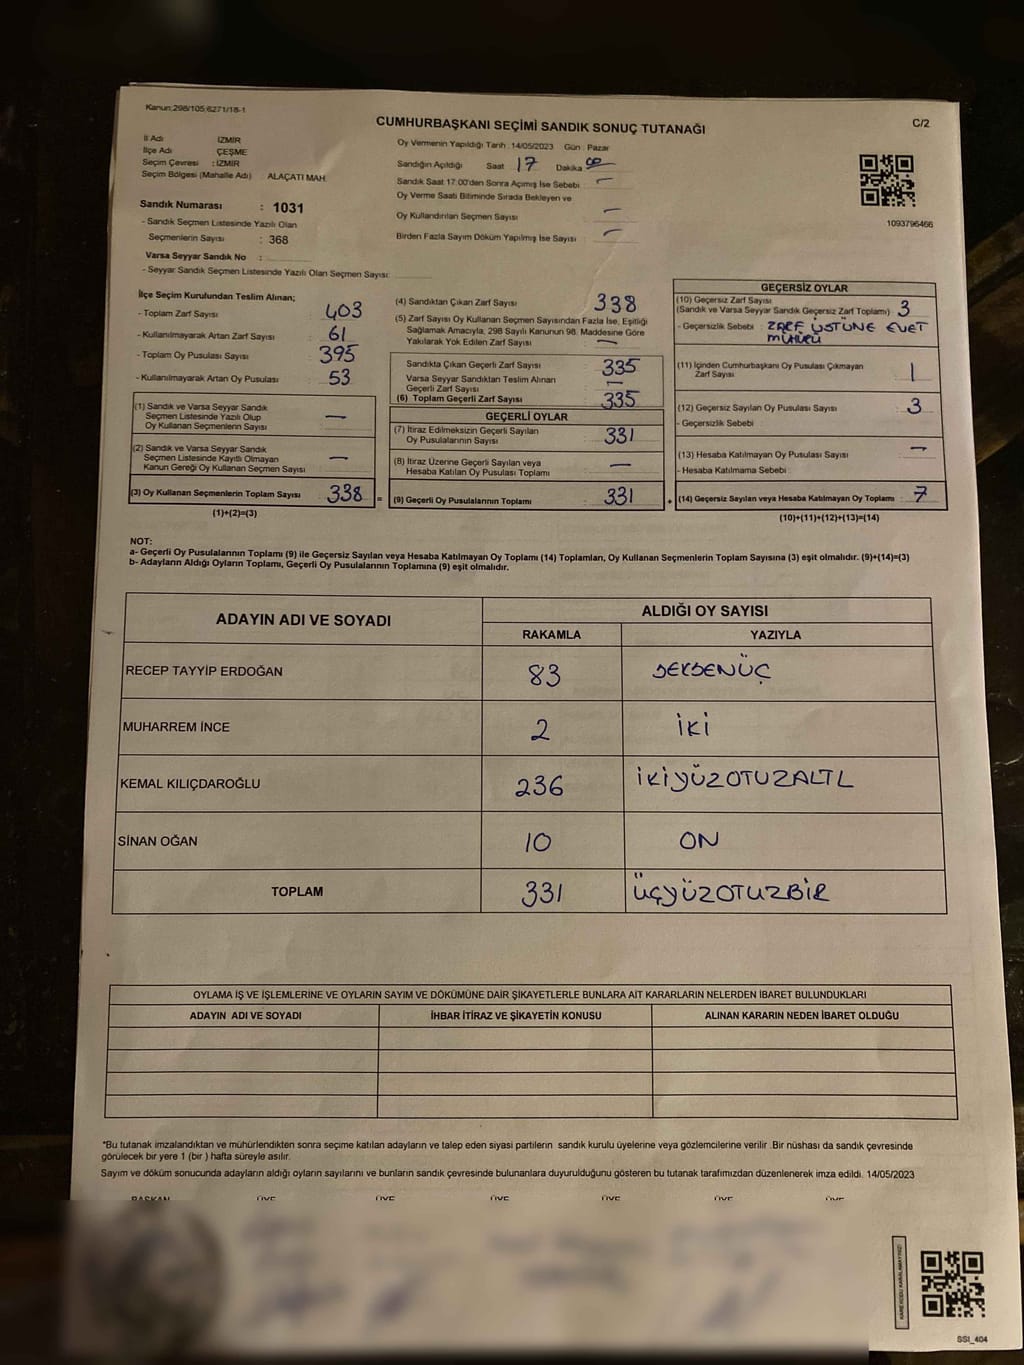 Kanun:298/105;6271/18-1
CUMHURBAŞKANI SEÇİMİ SANDIK SONUÇ TUTANAĞI
C/2
İl Adı İZMİR
İlçe Adı ÇEŞME
Seçim Çevresi : İZMİR
Seçim Bölgesi (Mahalle Adı) ALAÇATI MAH.
Sandık Numarası : 1031
- Sandık Seçmen Listesinde Yazılı Olan
Seçmenlerin Sayısı : 368
Varsa Seyyar Sandık No :
- Seyyar Sandık Seçmen Listesinde Yazılı Olan Seçmen Sayısı:
Oy Vermenin Yapıldığı Tarih : 14/05/2023 Gün : Pazar
Sandığın Açıldığı Saat 17 Dakika 00
Sandık Saat 17:00'den Sonra Açımış İse Sebebi : —
Oy Verme Saati Bitiminde Sırada Bekleyen ve
Oy Kullandırılan Seçmen Sayısı —
Birden Fazla Sayım Döküm Yapılmış İse Sayısı : —
1093796466
İlçe Seçim Kurulundan Teslim Alınan;
- Toplam Zarf Sayısı : 403
- Kullanılmayarak Artan Zarf Sayısı : 61
- Toplam Oy Pusulası Sayısı : 395
- Kullanılmayarak Artan Oy Pusulası : 53
(1) Sandık ve Varsa Seyyar Sandık
Seçmen Listesinde Yazılı Olup
Oy Kullanan Seçmenlerin Sayısı —
(2) Sandık ve Varsa Seyyar Sandık
Seçmen Listesinde Kayıtlı Olmayan
Kanun Gereği Oy Kullanan Seçmen Sayısı —
(3) Oy Kullanan Seçmenlerin Toplam Sayısı 338 =
(1)+(2)=(3)
(4) Sandıktan Çıkan Zarf Sayısı : 338
(5) Zarf Sayısı Oy Kullanan Seçmen Sayısından Fazla İse, Eşitliği
Sağlamak Amacıyla, 298 Sayılı Kanunun 98. Maddesine Göre
Yakılarak Yok Edilen Zarf Sayısı : —
Sandıkta Çıkan Geçerli Zarf Sayısı : 335
Varsa Seyyar Sandıktan Teslim Alınan
Geçerli Zarf Sayısı : —
(6) Toplam Geçerli Zarf Sayısı : 335
GEÇERLİ OYLAR
(7) İtiraz Edilmeksizin Geçerli Sayılan
Oy Pusulalarının Sayısı : 331
(8) İtiraz Üzerine Geçerli Sayılan veya
Hesaba Katılan Oy Pusulası Toplamı : —
(9) Geçerli Oy Pusulalarının Toplamı : 331 +
GEÇERSİZ OYLAR
(10) Geçersiz Zarf Sayısı :
(Sandık ve Varsa Seyyar Sandık Geçersiz Zarf Toplamı) 3
- Geçersizlik Sebebi : ZARF ÜSTÜNE EVET
MÜHÜRÜ
(11) İçinden Cumhurbaşkanı Oy Pusulası Çıkmayan
Zarf Sayısı : 1
(12) Geçersiz Sayılan Oy Pusulası Sayısı : 3
- Geçersizlik Sebebi :
(13) Hesaba Katılmayan Oy Pusulası Sayısı : —
- Hesaba Katılmama Sebebi :
(14) Geçersiz Sayılan veya Hesaba Katılmayan Oy Toplamı : 7
(10)+(11)+(12)+(13)=(14)
NOT:
a- Geçerli Oy Pusulalarının Toplamı (9) ile Geçersiz Sayılan veya Hesaba Katılmayan Oy Toplamı (14) Toplamları, Oy Kullanan Seçmenlerin Toplam Sayısına (3) eşit olmalıdır. (9)+(14)=(3)
b- Adayların Aldığı Oyların Toplamı, Geçerli Oy Pusulalarının Toplamına (9) eşit olmalıdır.
ADAYIN ADI VE SOYADI ALDIĞI OY SAYISI
RAKAMLA YAZIYLA
RECEP TAYYİP ERDOĞAN 83 SEKSENÜÇ
MUHARREM İNCE 2 İKİ
KEMAL KILIÇDAROĞLU 236 İKİYÜZOTUZALTI
SİNAN OĞAN 10 ON
TOPLAM 331 ÜÇYÜZOTUZBİR
OYLAMA İŞ VE İŞLEMLERİNE VE OYLARIN SAYIM VE DÖKÜMÜNE DAİR ŞİKAYETLERLE BUNLARA AİT KARARLARIN NELERDEN İBARET BULUNDUKLARI
ADAYIN ADI VE SOYADI İHBAR İTİRAZ VE ŞİKAYETİN KONUSU ALINAN KARARIN NEDEN İBARET OLDUĞU
*Bu tutanak imzalandıktan ve mühürlendikten sonra seçime katılan adayların ve talep eden siyasi partilerin sandık kurulu üyelerine veya gözlemcilerine verilir. Bir nüshası da sandık çevresinde
görülecek bir yere 1 (bir ) hafta süreyle asılır.
Sayım ve döküm sonucunda adayların aldığı oyların sayılarını ve bunların sandık çevresinde bulunanlara duyurulduğunu gösteren bu tutanak tarafımızdan düzenlenerek imza edildi. 14/05/2023
BAŞKAN ÜYE ÜYE ÜYE ÜYE ÜYE ÜYE
KARE KODU KARALAMAYINIZ!
SSI_404